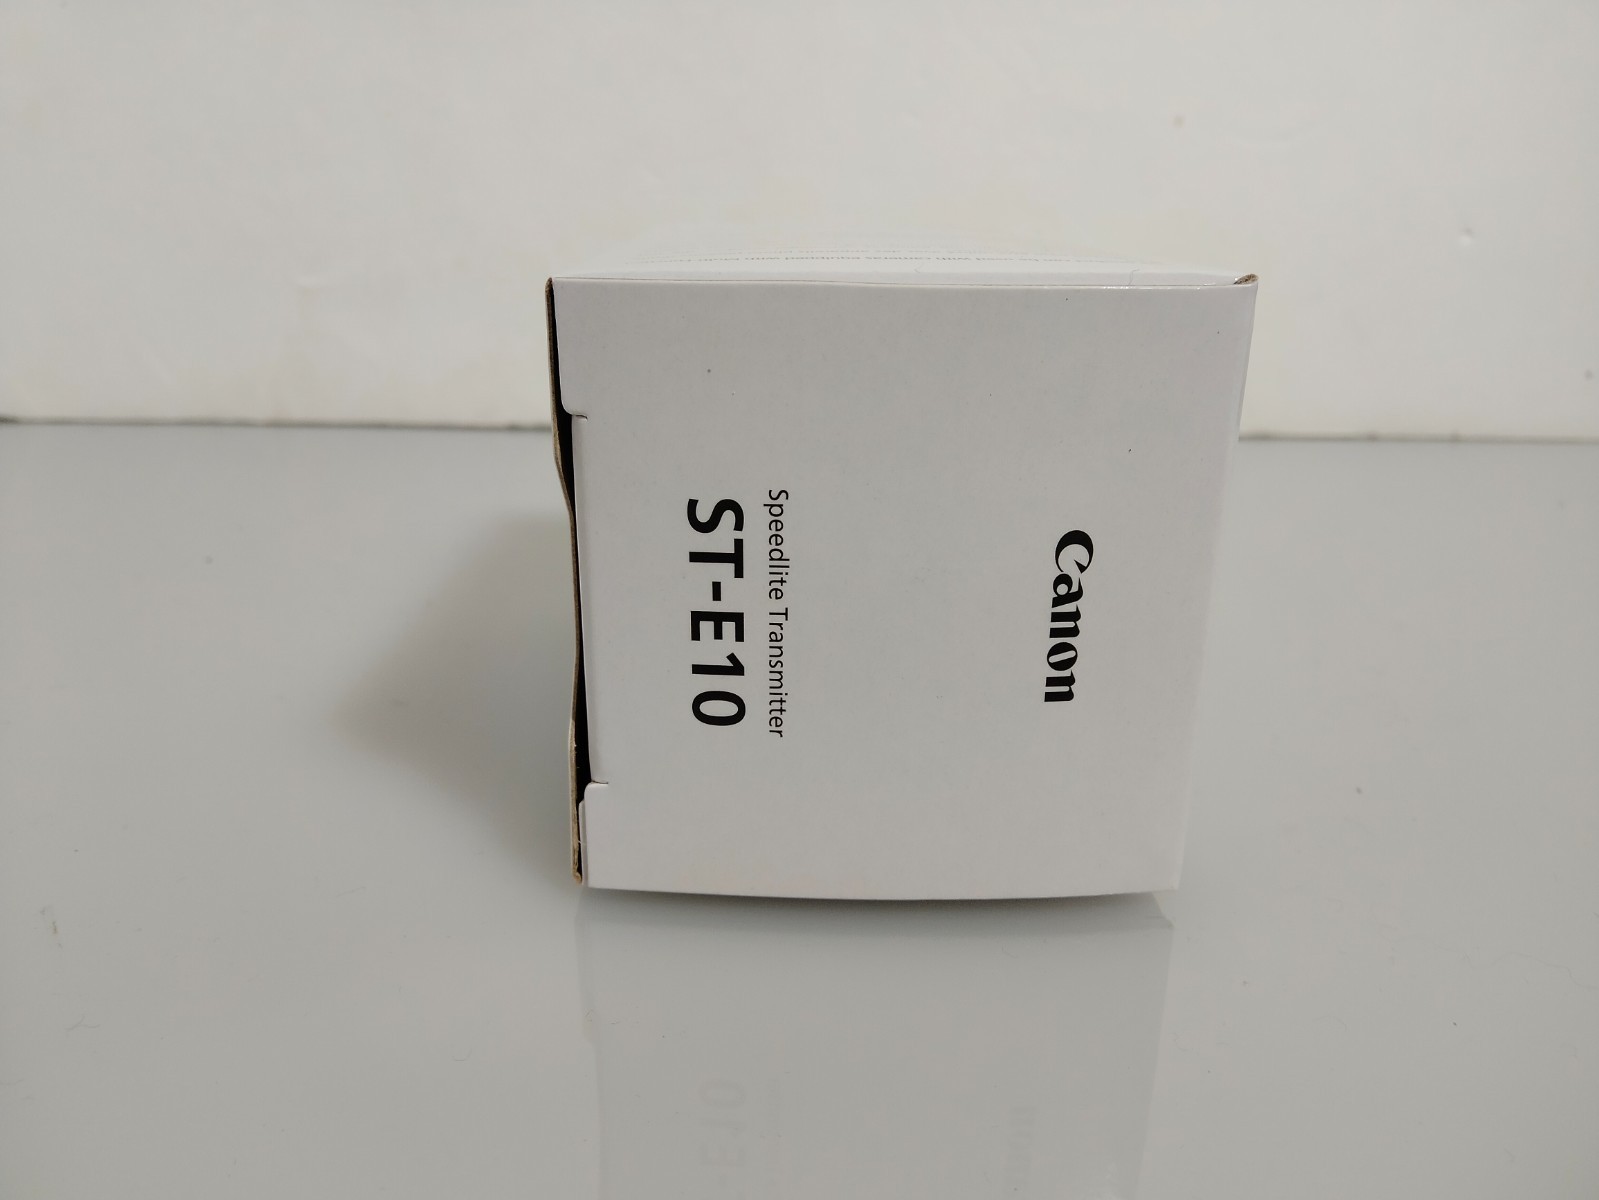 Canon
Speedlite Transmitter
ST-E10